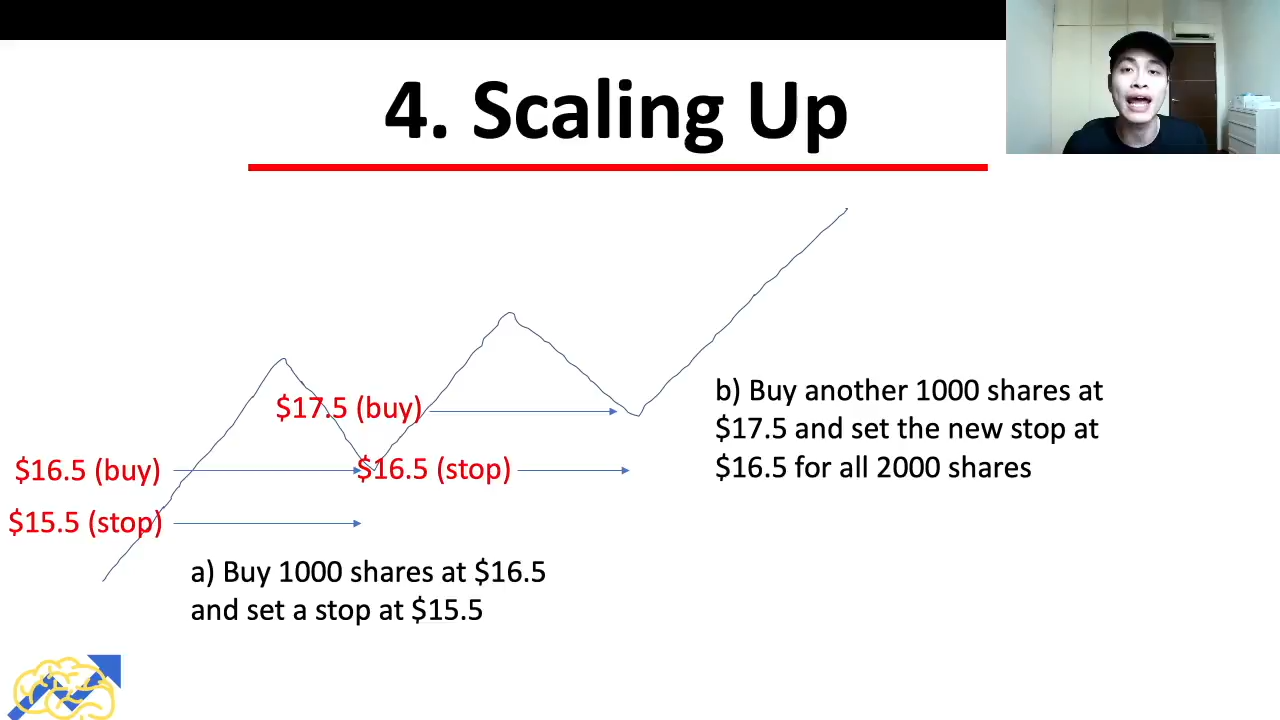 4. Scaling Up
$17.5 (buy)
$16.5 (buy)
$16.5 (stop)
$15.5 (stop)
b) Buy another 1000 shares at
$17.5 and set the new stop at
$16.5 for all 2000 shares
a) Buy 1000 shares at $16.5
and set a stop at $15.5